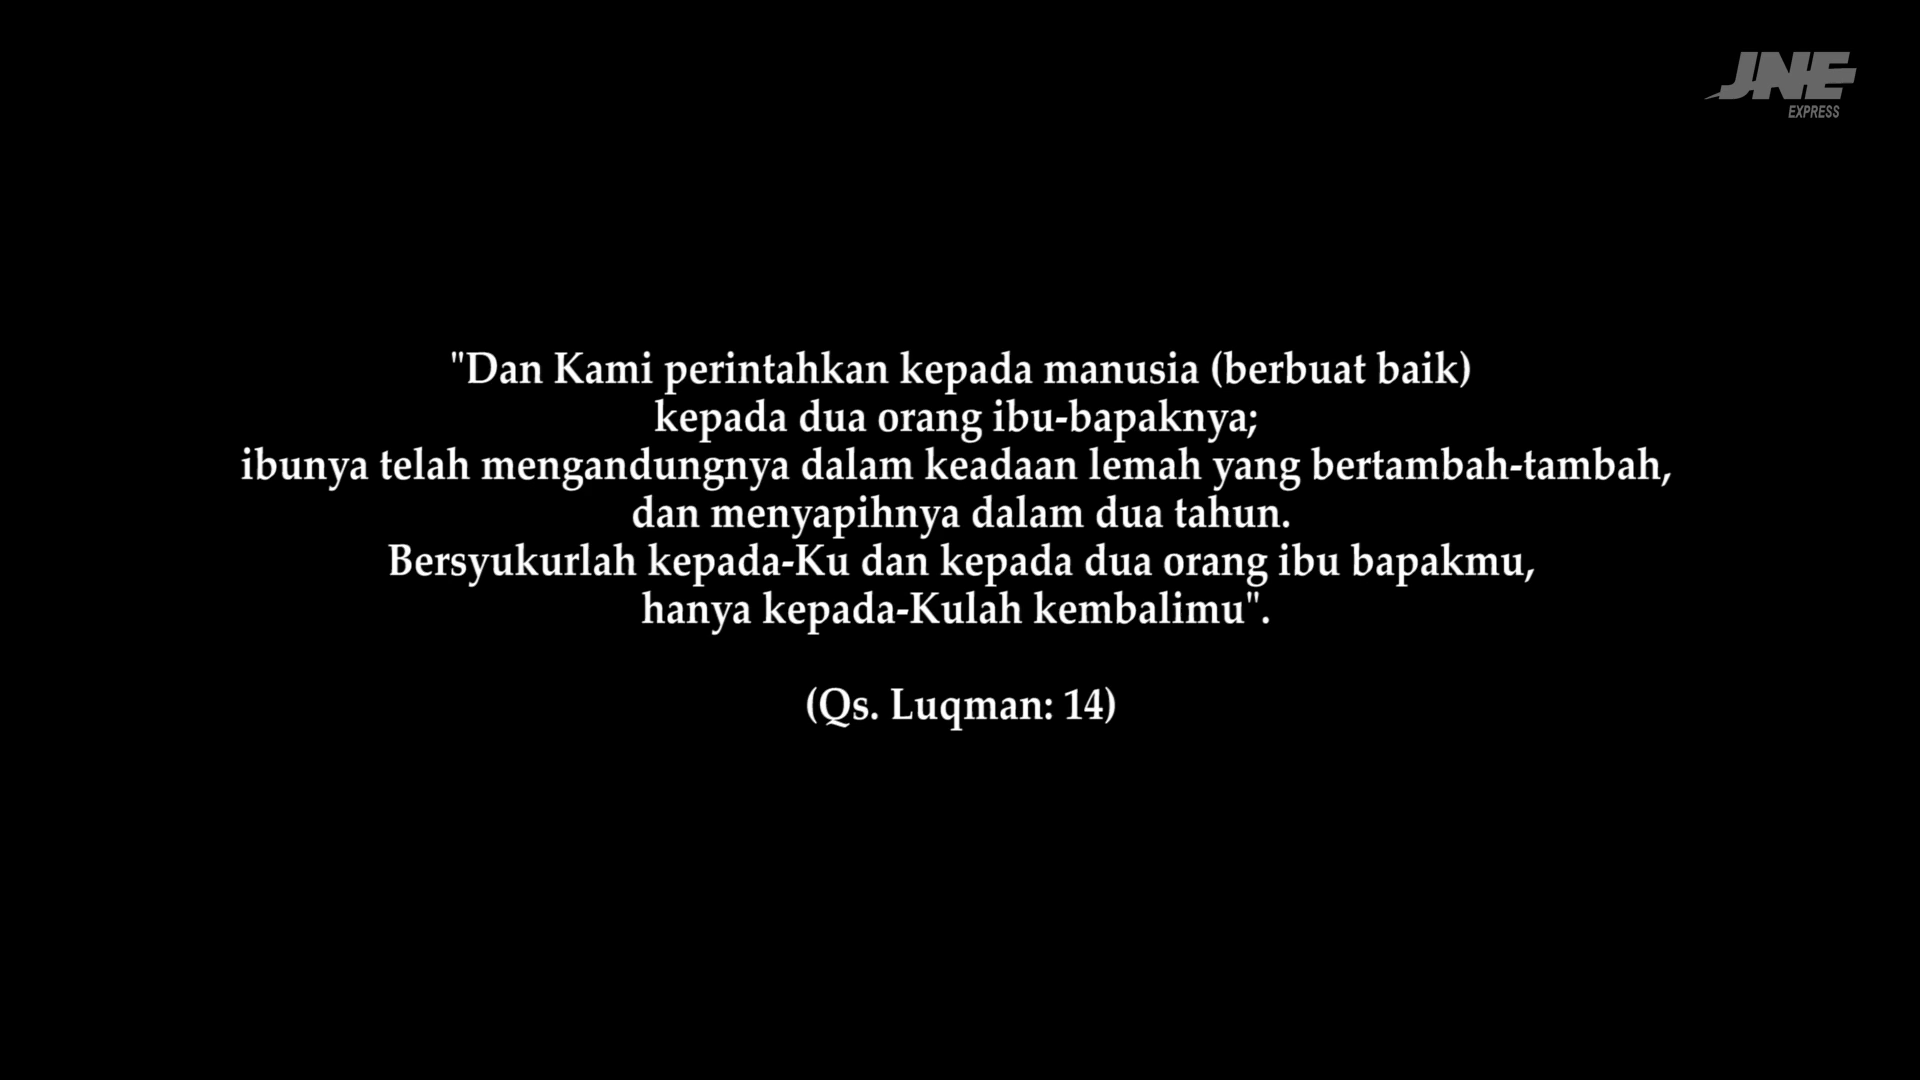 JNE
EXPRESS
"Dan Kami perintahkan kepada manusia (berbuat baik)
kepada dua orang ibu-bapaknya;
ibunya telah mengandungnya dalam keadaan lemah yang bertambah-tambah,
dan menyapihnya dalam dua tahun.
Bersyukurlah kepada-Ku dan kepada dua orang ibu bapakmu,
hanya kepada-Kulah kembalimu".
(Qs. Luqman: 14)